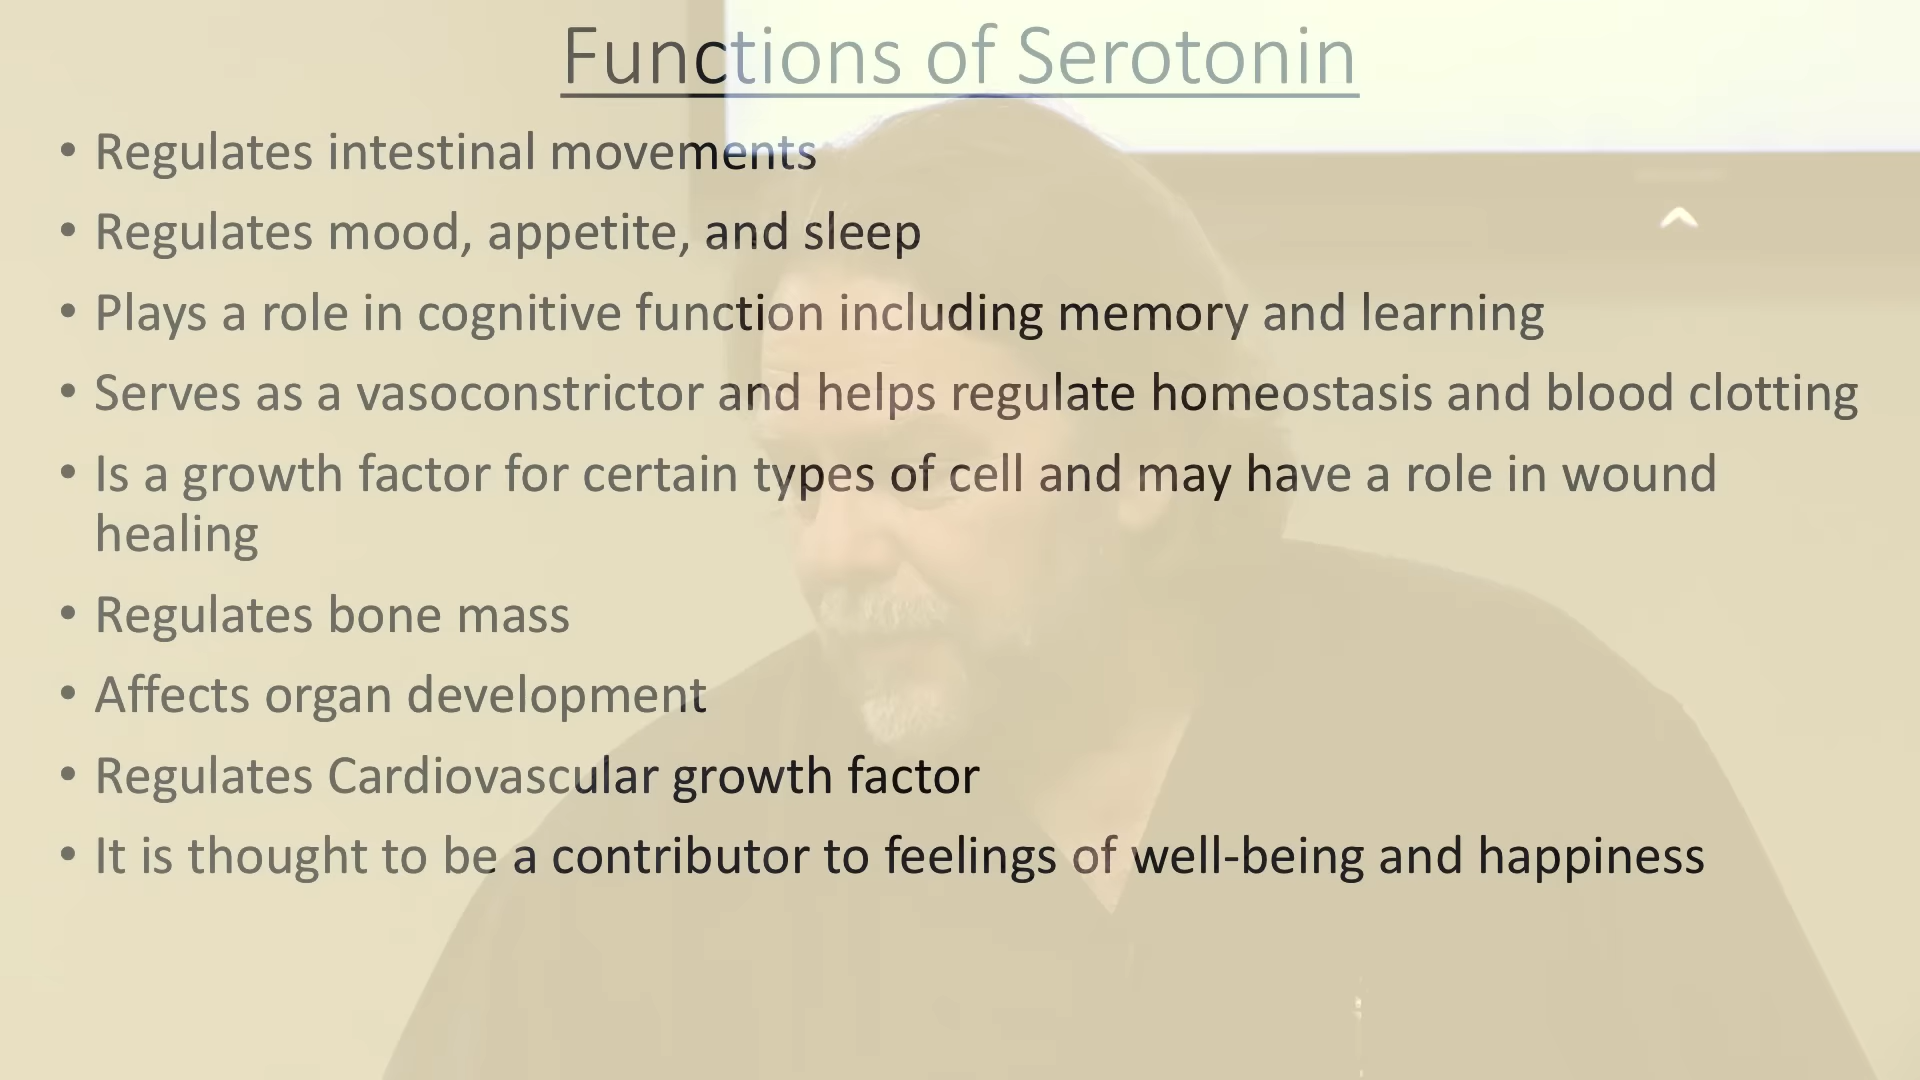 Functions of Serotonin
• Regulates intestinal movements
• Regulates mood, appetite, and sleep
• Plays a role in cognitive function including memory and learning
• Serves as a vasoconstrictor and helps regulate homeostasis and blood clotting
• Is a growth factor for certain types of cell and may have a role in wound
healing
• Regulates bone mass
• Affects organ development
• Regulates Cardiovascular growth factor
• It is thought to be a contributor to feelings of well-being and happiness